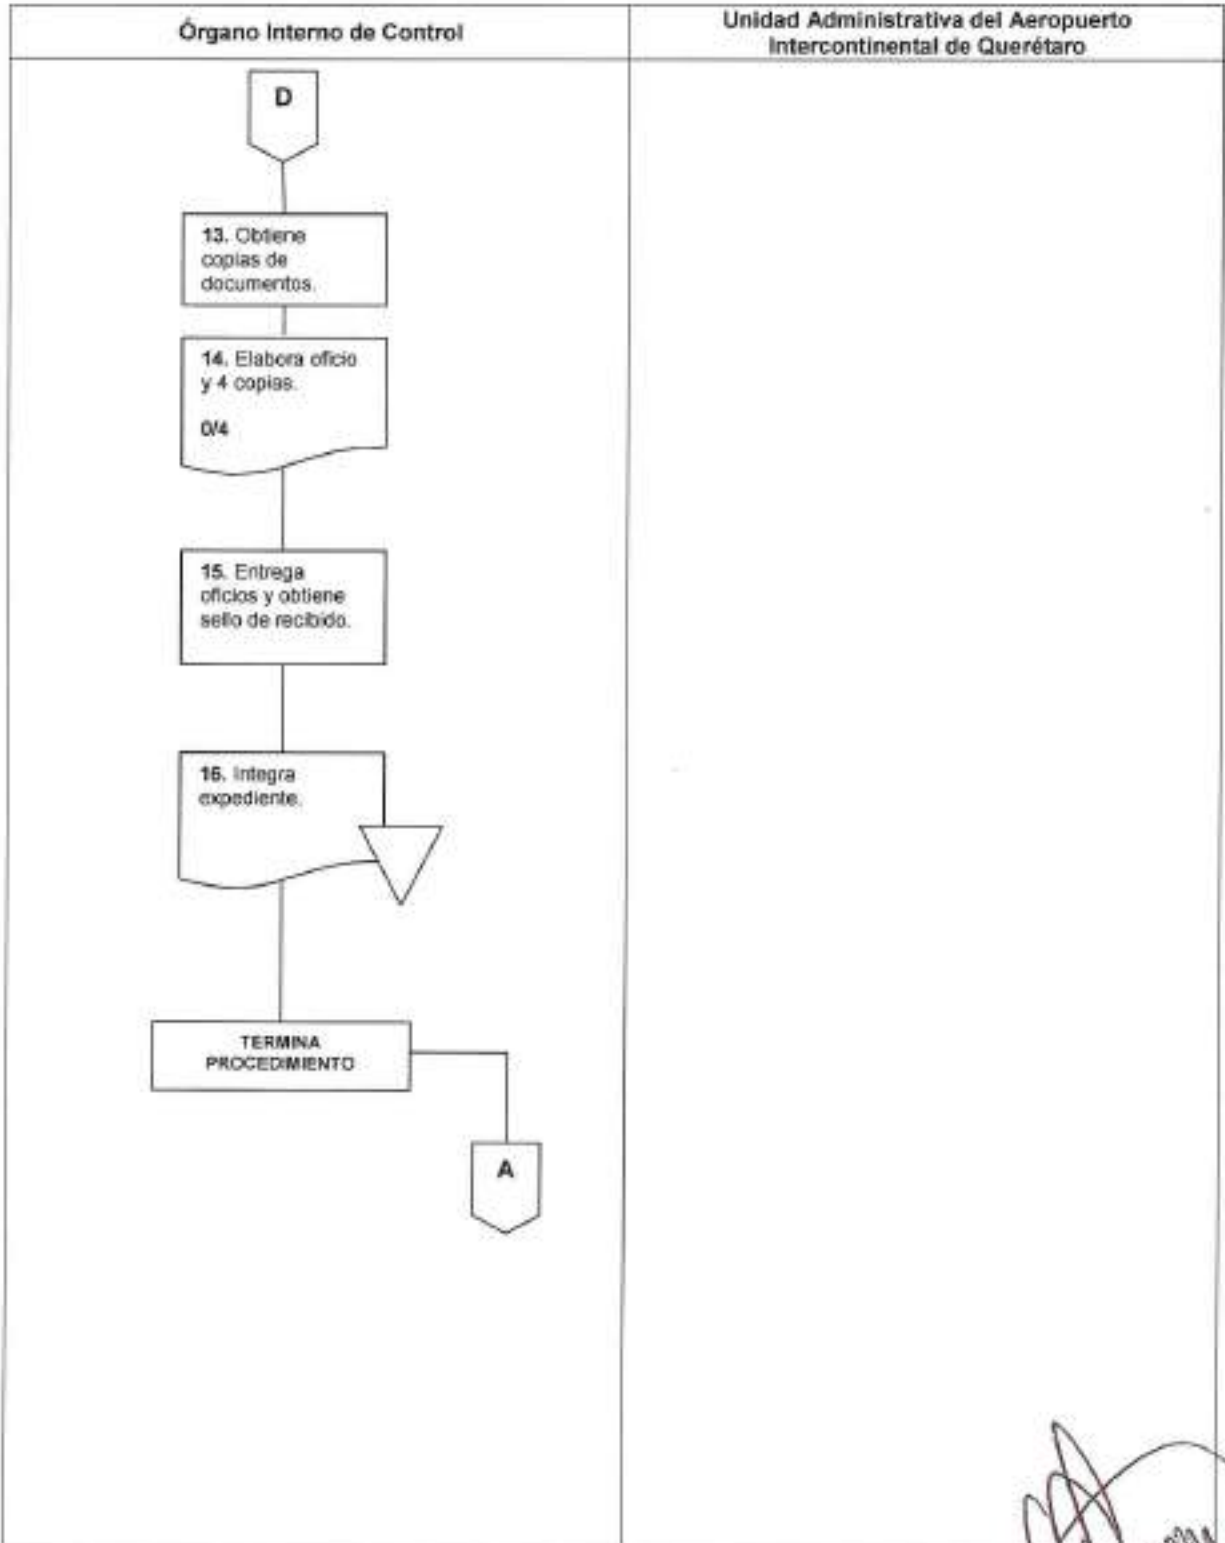 Órgano Interno de Control
Unidad Administrativa del Aeropuerto
Intercontinental de Querétaro
D
13. Obtiene
copias de
documentos.
14. Elabora oficio
y 4 copias.
0/4
15. Entrega
oficios y obtiene
sello de recibido.
16. Integra
expediente.
TERMINA
PROCEDIMIENTO
A